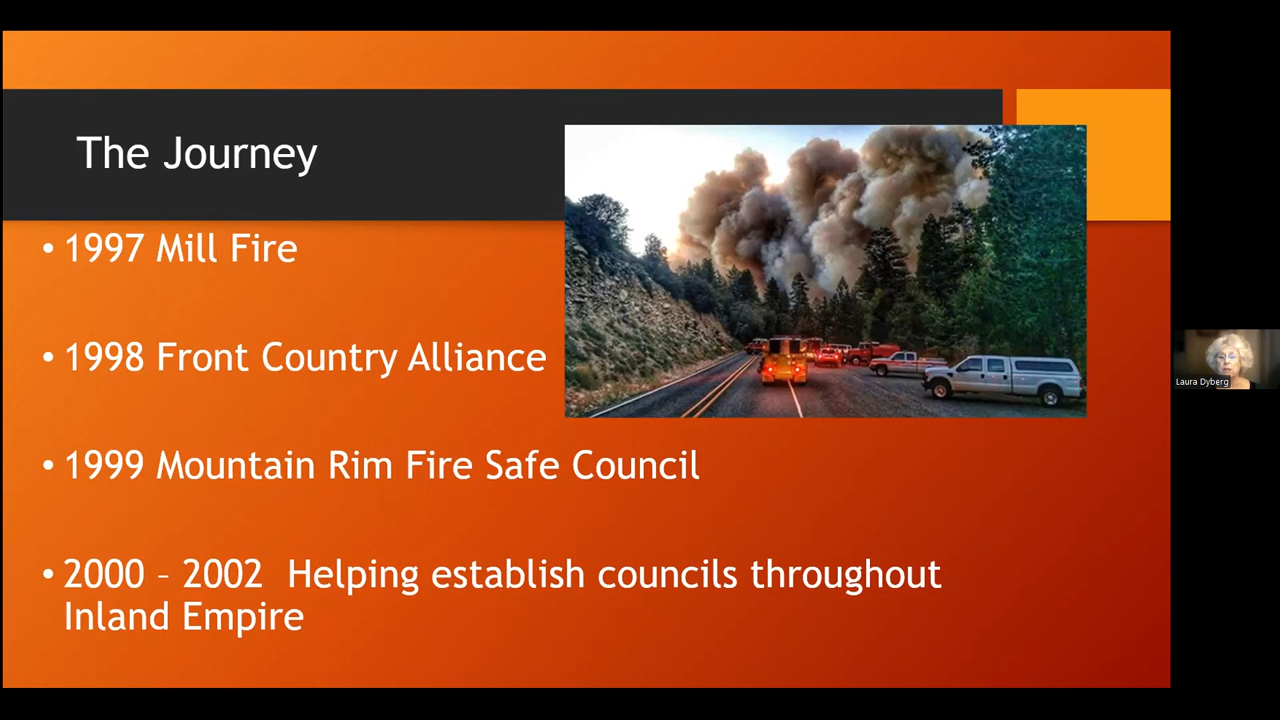 The Journey
• 1997 Mill Fire
• 1998 Front Country Alliance
• 1999 Mountain Rim Fire Safe Council
• 2000 – 2002  Helping establish councils throughout
Inland Empire
Laura Dyberg